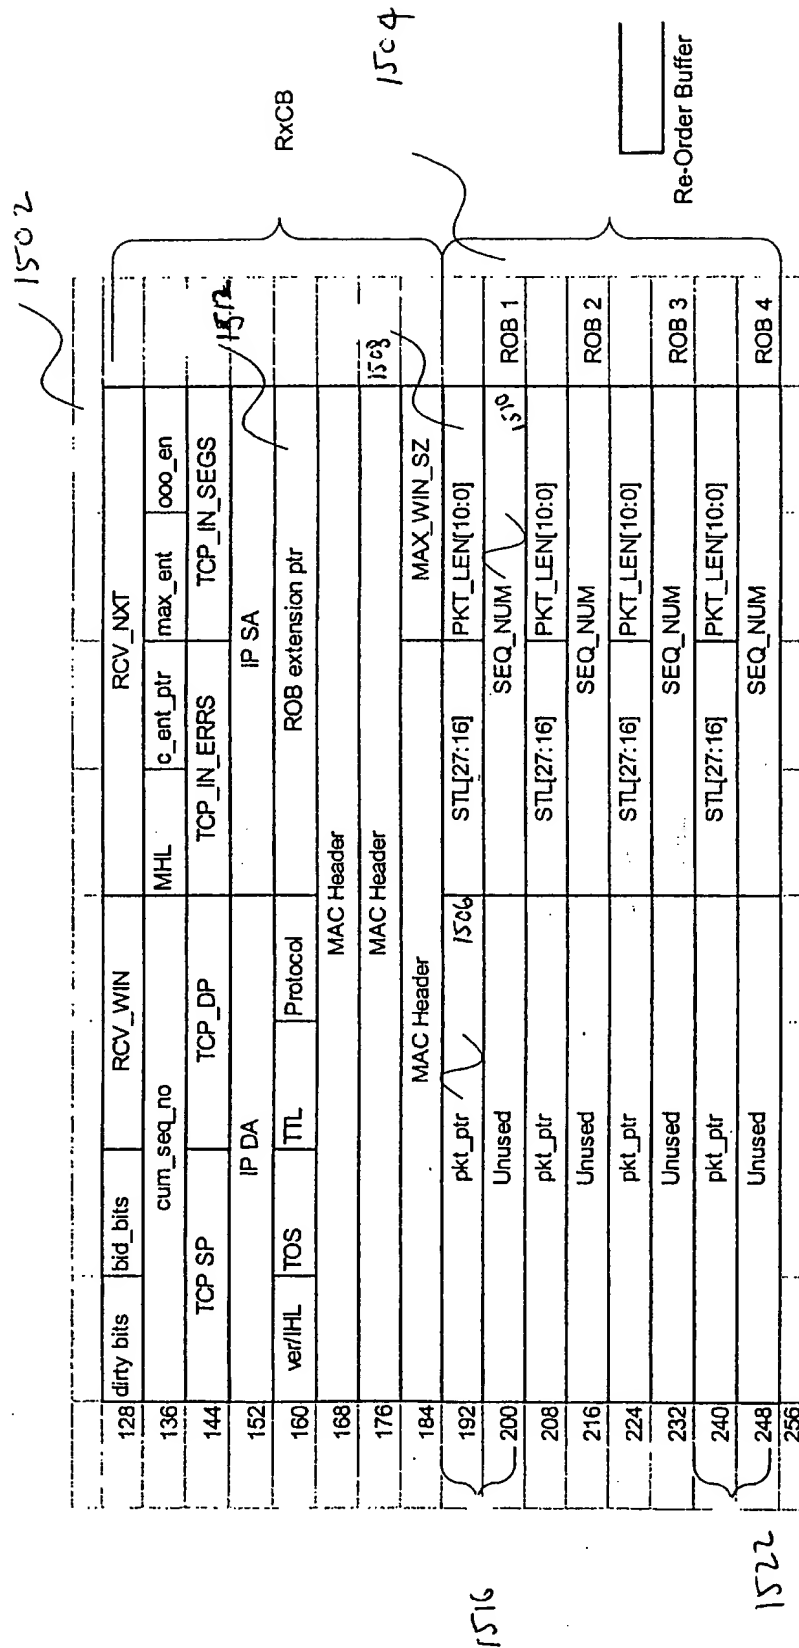 1502
128 dirty bits bid_bits RCV_WIN RCV_NXT
136 cum_seq_no MHL c_ent_ptr max_ent ooo_en
144 TCP SP TCP_DP TCP_IN_ERRS TCP_IN_SEGS
1512
152 IP DA IP SA
160 ver/IHL TOS TTL Protocol ROB extension ptr
RxCB
168 MAC Header
176 MAC Header
1508
184 MAC Header MAX_WIN_SZ
1504
192 pkt_ptr 1506 STL[27:16] PKT_LEN[10:0]
200 Unused SEQ_NUM 1510 ROB 1
1516
208 pkt_ptr STL[27:16] PKT_LEN[10:0]
216 Unused SEQ_NUM ROB 2
224 pkt_ptr STL[27:16] PKT_LEN[10:0]
232 Unused SEQ_NUM ROB 3
240 pkt_ptr STL[27:16] PKT_LEN[10:0]
248 Unused SEQ_NUM ROB 4
1522
256
Re-Order Buffer